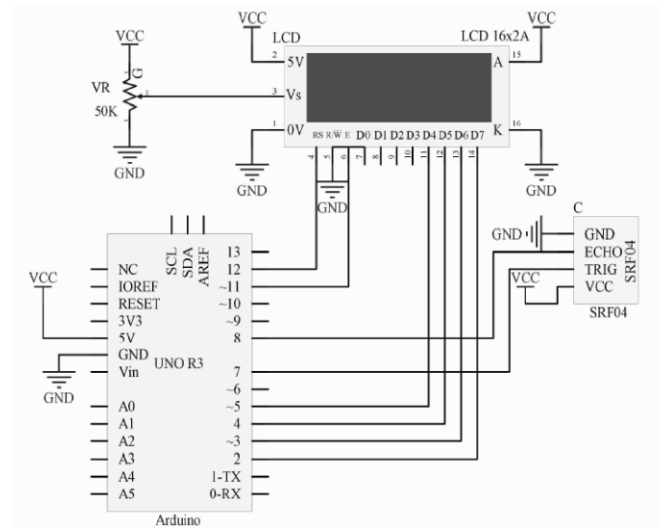 VCC
LCD
LCD 16x2A
VCC
2
5V
A
15
VCC
G
VR
50K
2
1
3
Vs
1
0V
K
16
RS R/W E D0 D1 D2 D3 D4 D5 D6 D7
4 5 6 7 8 9 10 11 12 13 14
GND
GND
GND
GND
SCL
SDA
AREF
NC
IOREF
RESET
3V3
5V
GND
Vin
A0
A1
A2
A3
A4
A5
UNO R3
13
12
~11
~10
~9
8
7
~6
~5
4
~3
2
1-TX
0-RX
Arduino
VCC
GND
C
GND
GND
ECHO
TRIG
VCC
SRF04
VCC
SRF04